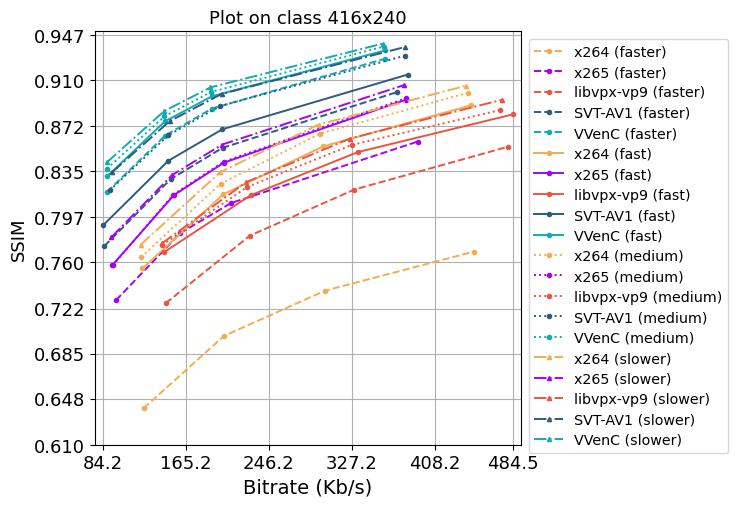 Plot on class 416x240
SSIM
0.947
0.910
0.872
0.835
0.797
0.760
0.722
0.685
0.648
0.610
84.2 165.2 246.2 327.2 408.2 484.5
Bitrate (Kb/s)
x264 (faster)
x265 (faster)
libvpx-vp9 (faster)
SVT-AV1 (faster)
VVenC (faster)
x264 (fast)
x265 (fast)
libvpx-vp9 (fast)
SVT-AV1 (fast)
VVenC (fast)
x264 (medium)
x265 (medium)
libvpx-vp9 (medium)
SVT-AV1 (medium)
VVenC (medium)
x264 (slower)
x265 (slower)
libvpx-vp9 (slower)
SVT-AV1 (slower)
VVenC (slower)